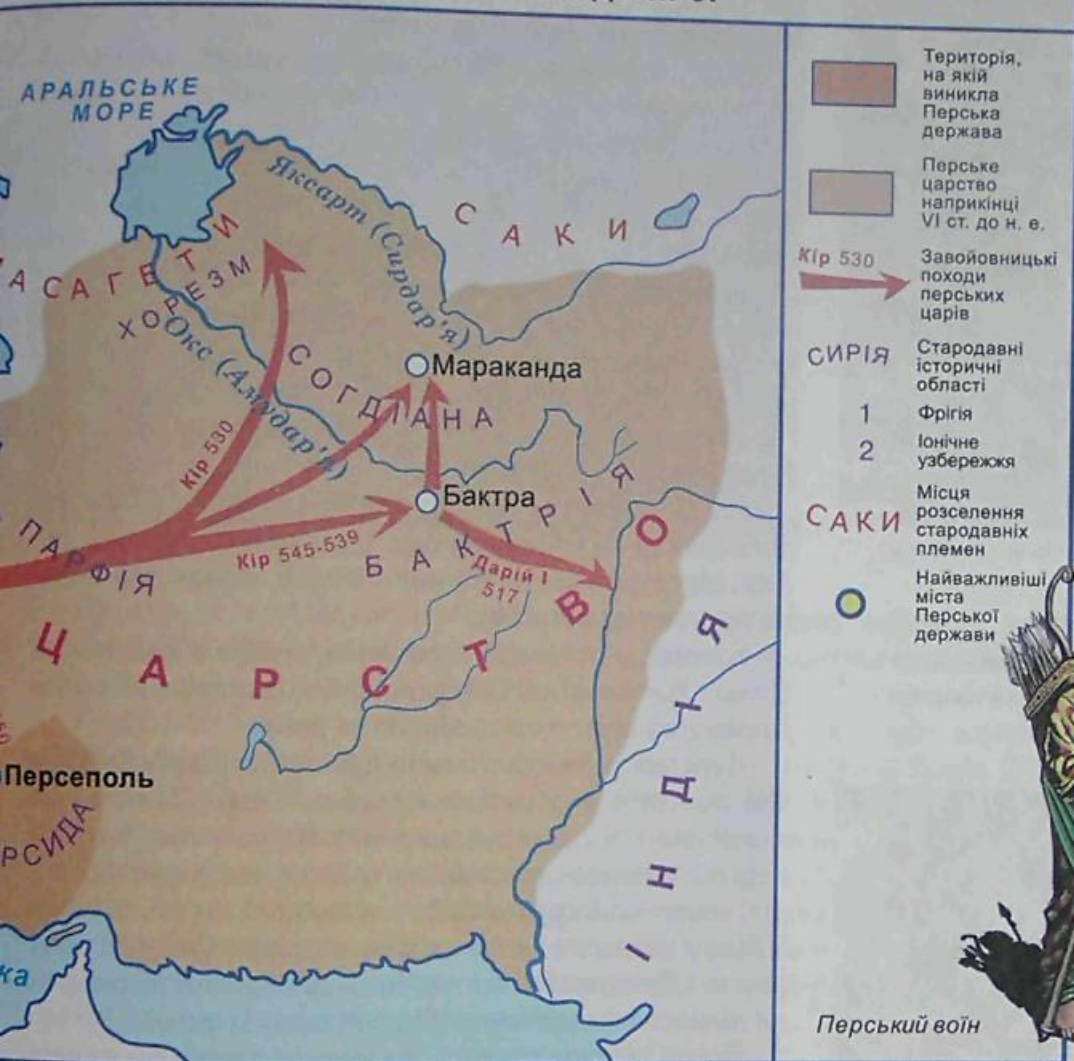 АРАЛЬСЬКЕ
МОРЕ
Яксарт (Сирдар'я)
САКИ
АСАГЕТИ
ХОРЕЗМ
Окс (Амудар'я)
СОГДІАНА
Мараканда
Кір 530
Бактра
БАКТРІЯ
ПАРФІЯ
Кір 545-539
Дарій І
517
ЦАРСТВО
ІНДІЯ
Персеполь
РСИДА
ка
Територія,
на якій
виникла
Перська
держава
Перське
царство
наприкінці
VI ст. до н. е.
Кір 530
Завойовницькі
походи
перських
царів
СИРІЯ
Стародавні
історичні
області
1 Фрігія
2 Іонічне
узбережжя
САКИ
Місця
розселення
стародавніх
племен
Найважливіші
міста
Перської
держави
Перський воїн